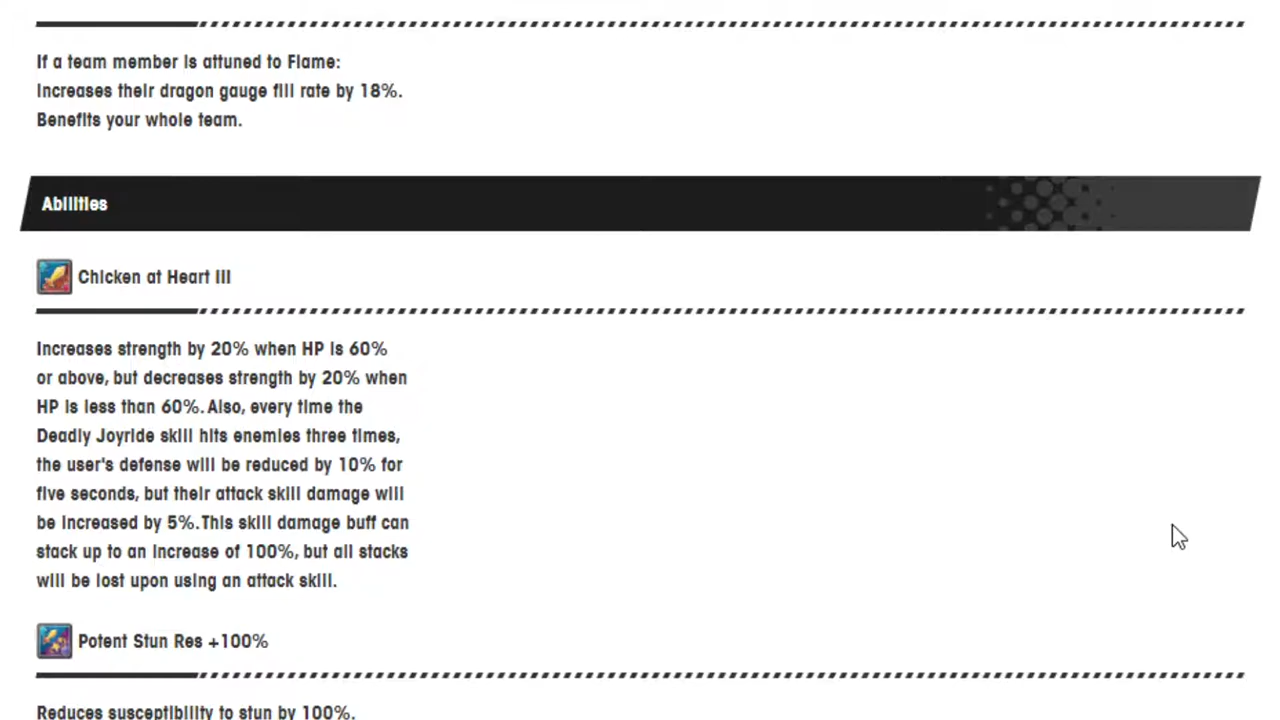 If a team member is attuned to Flame:
Increases their dragon gauge fill rate by 18%.
Benefits your whole team.
Abilities
Chicken at Heart III
Increases strength by 20% when HP is 60%
or above, but decreases strength by 20% when
HP is less than 60%. Also, every time the
Deadly Joyride skill hits enemies three times,
the user's defense will be reduced by 10% for
five seconds, but their attack skill damage will
be increased by 5%. This skill damage buff can
stack up to an increase of 100%, but all stacks
will be lost upon using an attack skill.
Potent Stun Res +100%
Reduces susceptibility to stun by 100%.